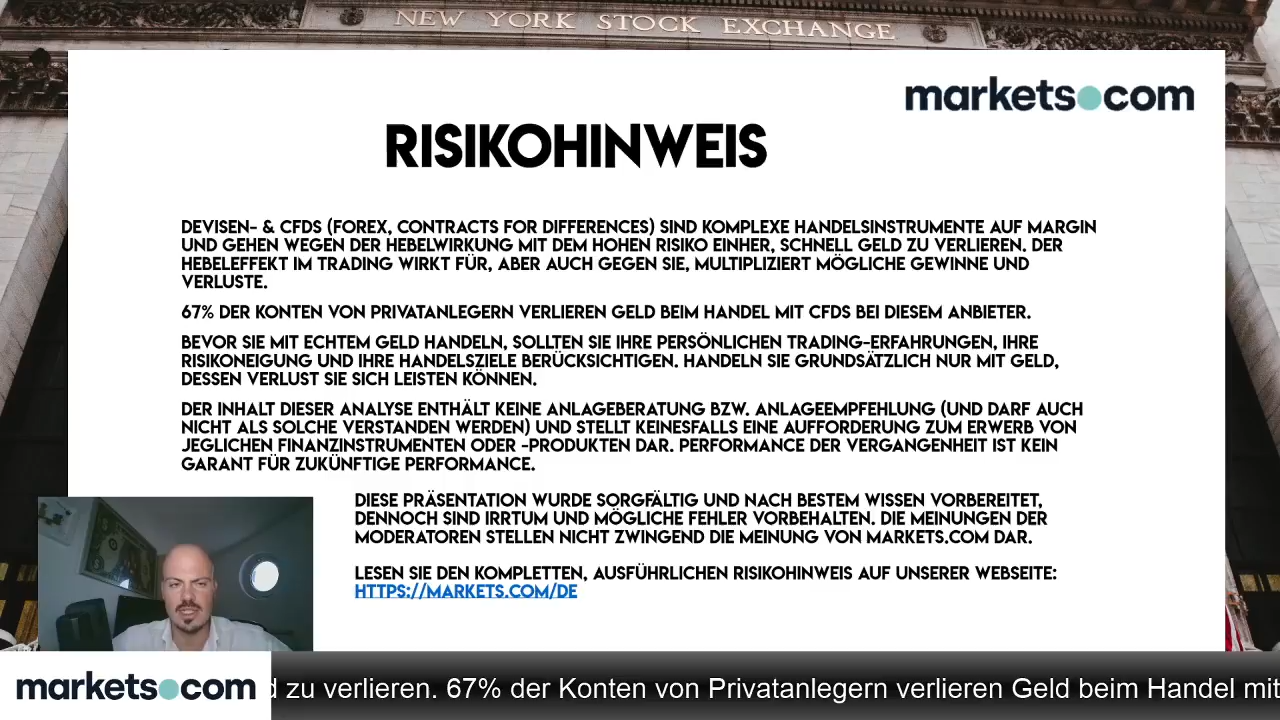 NEW YORK STOCK EXCHANGE
markets.com
RISIKOHINWEIS
DEVISEN- & CFDS (FOREX, CONTRACTS FOR DIFFERENCES) SIND KOMPLEXE HANDELSINSTRUMENTE AUF MARGIN
UND GEHEN WEGEN DER HEBELWIRKUNG MIT DEM HOHEN RISIKO EINHER, SCHNELL GELD ZU VERLIEREN. DER
HEBELEFFEKT IM TRADING WIRKT FÜR, ABER AUCH GEGEN SIE, MULTIPLIZIERT MÖGLICHE GEWINNE UND
VERLUSTE.
67% DER KONTEN VON PRIVATANLEGERN VERLIEREN GELD BEIM HANDEL MIT CFDS BEI DIESEM ANBIETER.
BEVOR SIE MIT ECHTEM GELD HANDELN, SOLLTEN SIE IHRE PERSÖNLICHEN TRADING-ERFAHRUNGEN, IHRE
RISIKONEIGUNG UND IHRE HANDELSZIELE BERÜCKSICHTIGEN. HANDELN SIE GRUNDSÄTZLICH NUR MIT GELD,
DESSEN VERLUST SIE SICH LEISTEN KÖNNEN.
DER INHALT DIESER ANALYSE ENTHÄLT KEINE ANLAGEBERATUNG BZW. ANLAGEEMPFEHLUNG (UND DARF AUCH
NICHT ALS SOLCHE VERSTANDEN WERDEN) UND STELLT KEINESFALLS EINE AUFFORDERUNG ZUM ERWERB VON
JEGLICHEN FINANZINSTRUMENTEN ODER -PRODUKTEN DAR. PERFORMANCE DER VERGANGENHEIT IST KEIN
GARANT FÜR ZUKÜNFTIGE PERFORMANCE.
DIESE PRÄSENTATION WURDE SORGFÄLTIG UND NACH BESTEM WISSEN VORBEREITET,
DENNOCH SIND IRRTUM UND MÖGLICHE FEHLER VORBEHALTEN. DIE MEINUNGEN DER
MODERATOREN STELLEN NICHT ZWINGEND DIE MEINUNG VON MARKETS.COM DAR.
LESEN SIE DEN KOMPLETTEN, AUSFÜHRLICHEN RISIKOHINWEIS AUF UNSERER WEBSEITE:
HTTPS://MARKETS.COM/DE
markets.com
d zu verlieren. 67% der Konten von Privatanlegern verlieren Geld beim Handel mit